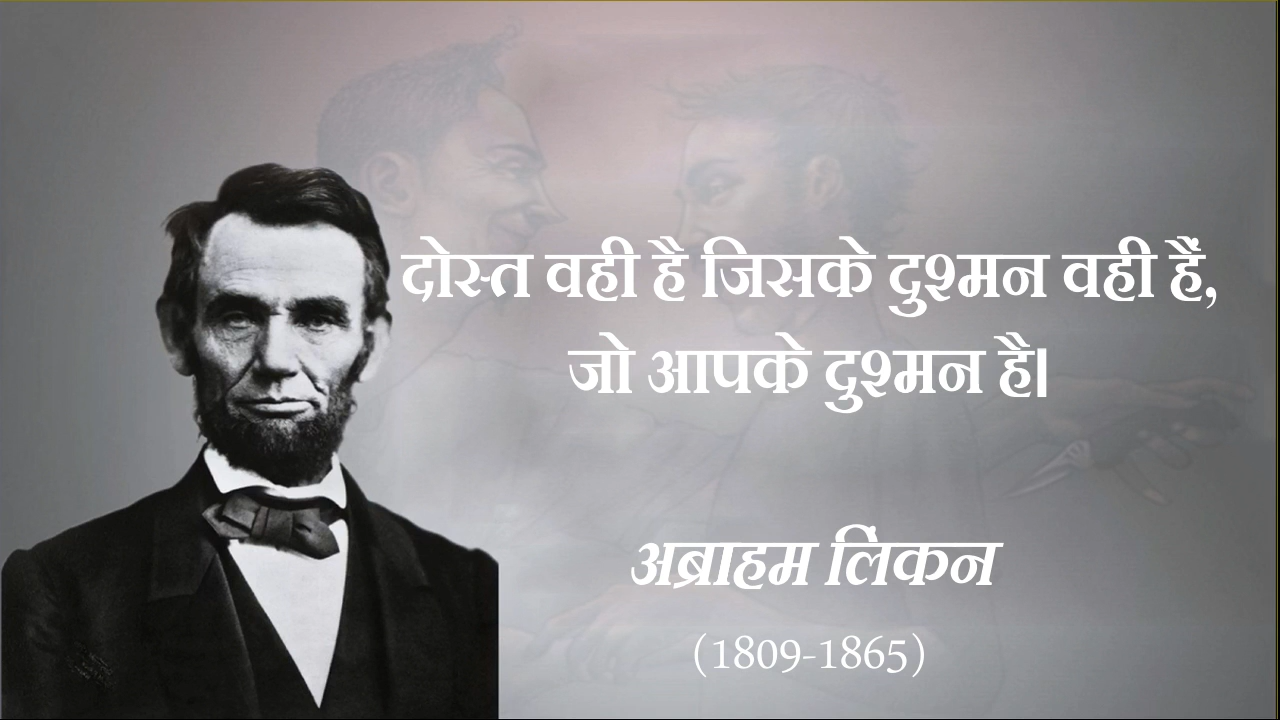 दोस्त वही है जिसके दुश्मन वही हैं,
जो आपके दुश्मन है।
अब्राहम लिंकन
(1809-1865)